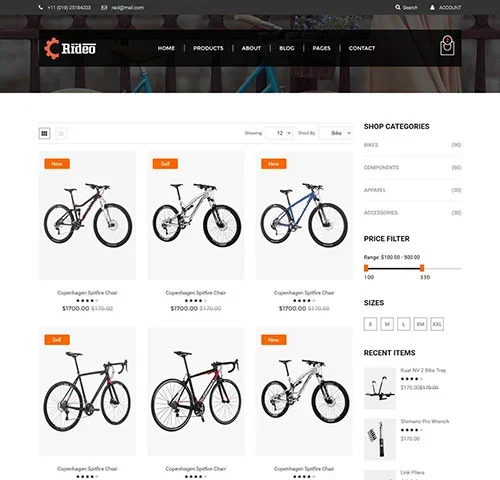 +11 (019) 25184203 raid@mail.com Search ACCOUNT
Rideo HOME PRODUCTS ABOUT BLOG PAGES CONTACT
Showing 12 Short By Bike
New Sell New
Copenhagen Spitfire Chair Copenhagen Spitfire Chair Copenhagen Spitfire Chair
$1700.00 $170.00 $1700.00 $170.00 $1700.00 $170.00
Sell New
Copenhagen Spitfire Chair Copenhagen Spitfire Chair Copenhagen Spitfire Chair
SHOP CATEGORIES
BIKES (90)
COMPONENTS (90)
APPAREL (50)
ACCESSORIES (30)
PRICE FILTER
Range: $100.00 - 500.00
100 350
SIZES
X M L XM XXL
RECENT ITEMS
Kuat NV 2 Bike Tray
$170.00 $170.00
Shimano Pro Wrench
$170.00
Link Pliers